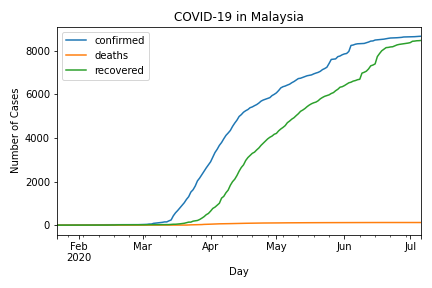 COVID-19 in Malaysia
confirmed
deaths
recovered
Number of Cases
8000
6000
4000
2000
0
Feb
2020
Mar
Apr
May
Jun
Jul
Day